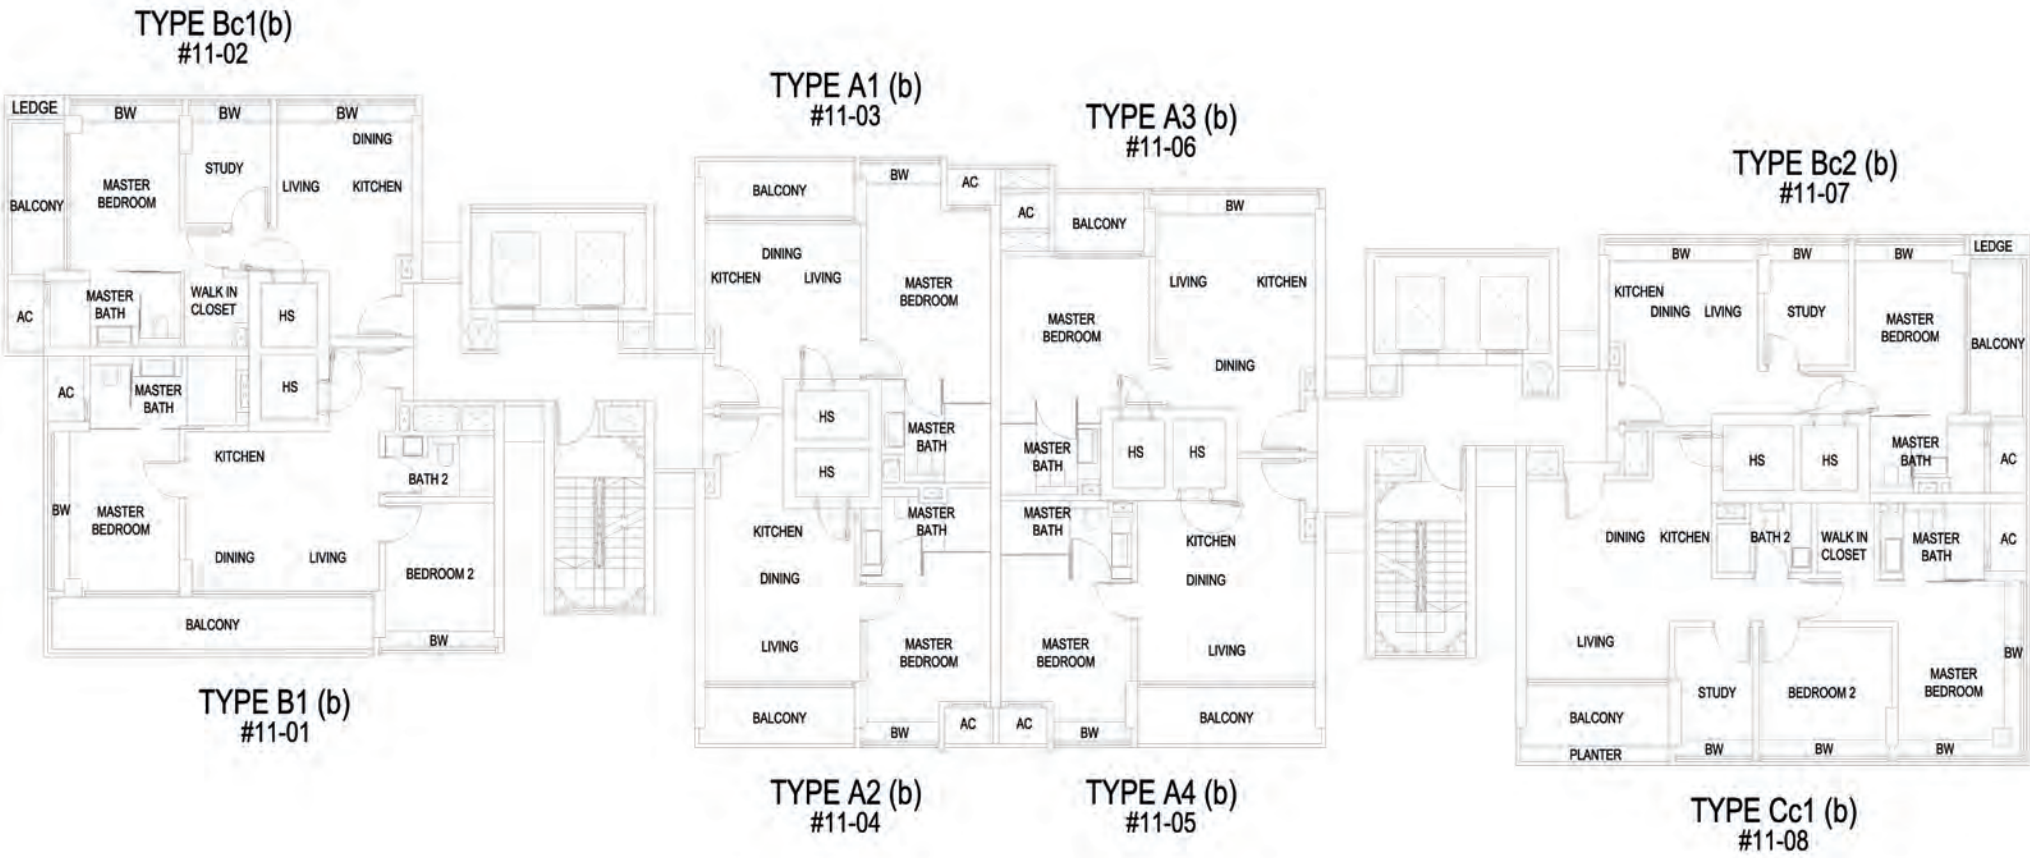 TYPE Bc1(b)
#11-02
LEDGE
BW
BW
BW
DINING
STUDY
LIVING
KITCHEN
MASTER
BEDROOM
BALCONY
MASTER
BATH
WALK IN
CLOSET
HS
AC
HS
AC
MASTER
BATH
KITCHEN
BATH 2
BW
MASTER
BEDROOM
DINING
LIVING
BEDROOM 2
BALCONY
BW
TYPE B1 (b)
#11-01
TYPE A1 (b)
#11-03
BALCONY
BW
AC
DINING
KITCHEN
LIVING
MASTER
BEDROOM
HS
MASTER
BATH
HS
MASTER
BATH
KITCHEN
DINING
LIVING
MASTER
BEDROOM
BALCONY
BW
AC
TYPE A2 (b)
#11-04
TYPE A3 (b)
#11-06
BW
AC
BALCONY
LIVING
KITCHEN
MASTER
BEDROOM
DINING
MASTER
BATH
HS
HS
MASTER
BATH
KITCHEN
DINING
MASTER
BEDROOM
LIVING
AC
BW
BALCONY
TYPE A4 (b)
#11-05
TYPE Bc2 (b)
#11-07
BW
BW
BW
LEDGE
KITCHEN
DINING
LIVING
STUDY
MASTER
BEDROOM
BALCONY
HS
HS
MASTER
BATH
AC
DINING
KITCHEN
BATH 2
WALK IN
CLOSET
MASTER
BATH
AC
LIVING
BW
STUDY
BEDROOM 2
MASTER
BEDROOM
BALCONY
PLANTER
BW
BW
BW
TYPE Cc1 (b)
#11-08